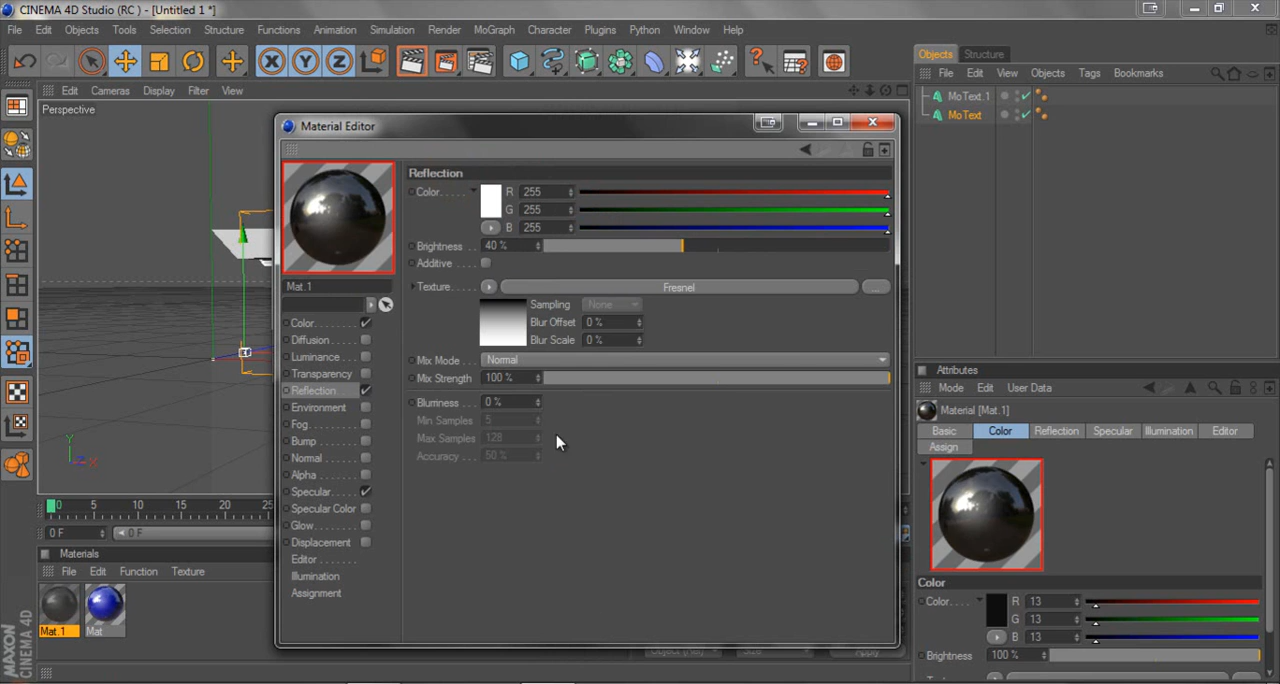 CINEMA 4D Studio (RC ) - [Untitled 1 *]
File Edit Objects Tools Selection Structure Functions Animation Simulation Render MoGraph Character Plugins Python Window Help
X Y Z
Objects Structure
File Edit View Objects Tags Bookmarks
MoText.1
MoText
Edit Cameras Display Filter View
Perspective
Y
X
Material Editor
Reflection
Color R 255
G 255
B 255
Brightness 40 %
Additive
Texture Fresnel ...
Sampling None
Blur Offset 0 %
Blur Scale 0 %
Mix Mode Normal
Mix Strength 100 %
Blurriness 0 %
Min Samples 5
Max Samples 128
Accuracy 50 %
Mat.1
Color
Diffusion
Luminance
Transparency
Reflection
Environment
Fog
Bump
Normal
Alpha
Specular
Specular Color
Glow
Displacement
Editor
Illumination
Assignment
0 5 10 15 20 25
0 F 0 F
Materials
File Edit Function Texture
Mat.1 Mat
MAXON
CINEMA 4D
Attributes
Mode Edit User Data
Material [Mat.1]
Basic Color Reflection Specular Illumination Editor
Assign
Color
Color R 13
G 13
B 13
Brightness 100 %
Size Apply